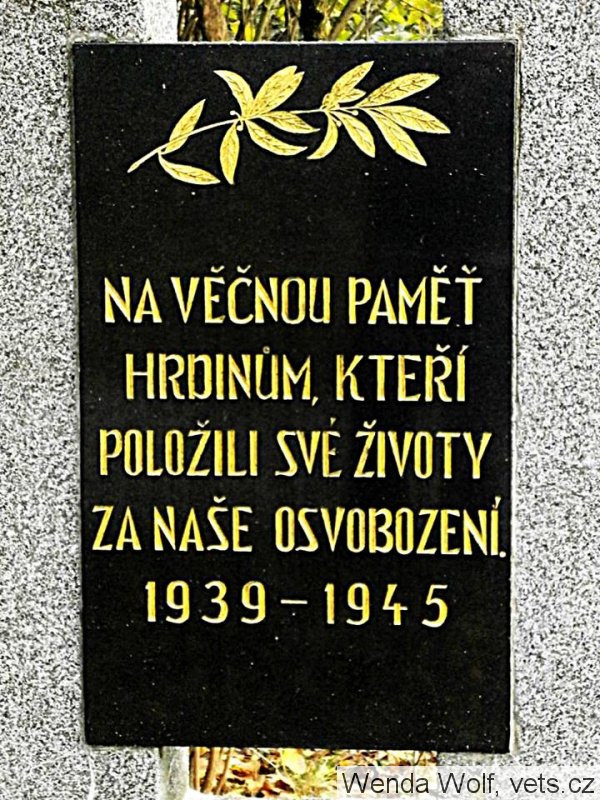 NA VĚČNOU PAMĚŤ
HRDINŮM, KTEŘÍ
POLOŽILI SVÉ ŽIVOTY
ZA NAŠE OSVOBOZENÍ.
1939 – 1945
Wenda Wolf, vets.cz